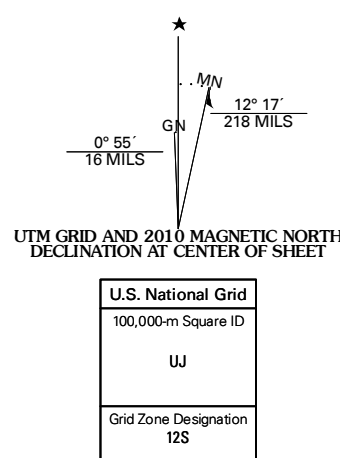 ★
MN
GN
12° 17´
218 MILS
0° 55´
16 MILS
UTM GRID AND 2010 MAGNETIC NORTH
DECLINATION AT CENTER OF SHEET
U.S. National Grid
100,000-m Square ID
UJ
Grid Zone Designation
12S